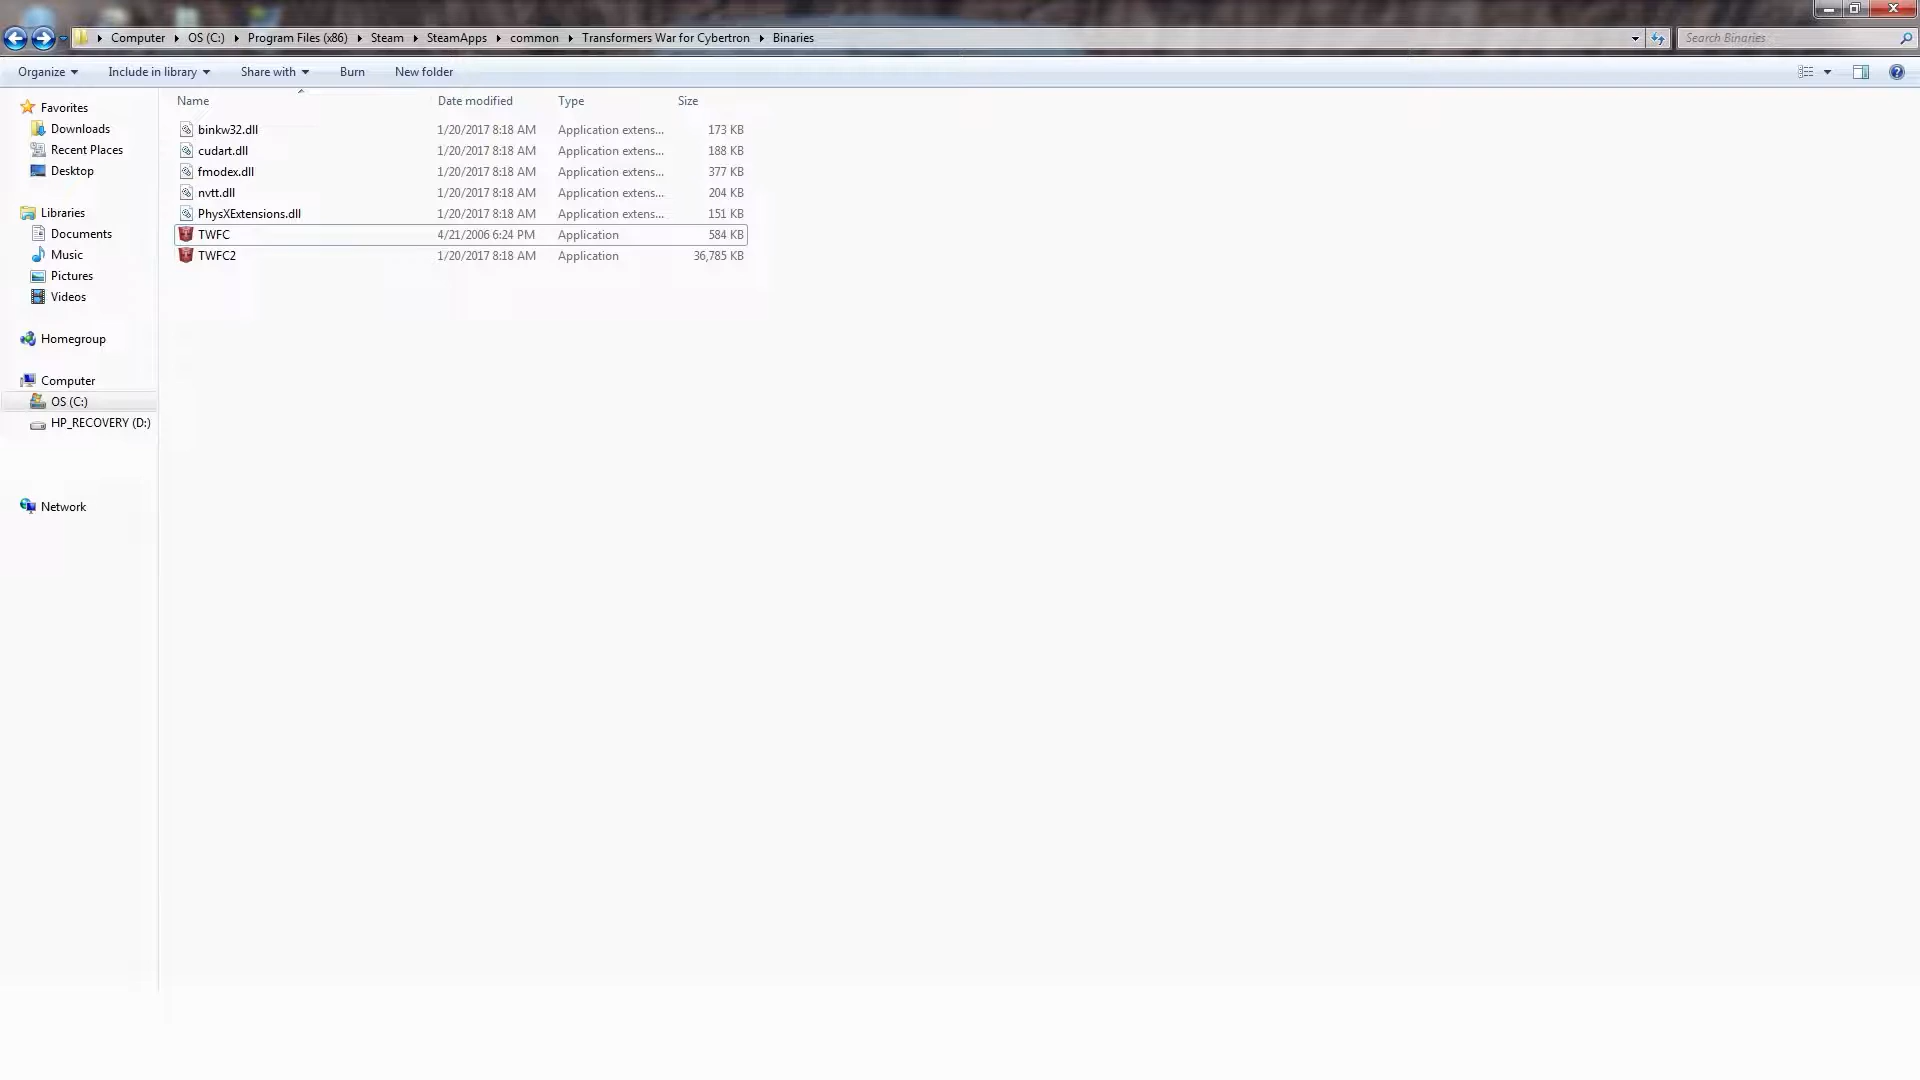 Computer OS (C:) Program Files (x86) Steam SteamApps common Transformers War for Cybertron Binaries Search Binaries
Organize Include in library Share with Burn New folder
Favorites
Downloads
Recent Places
Desktop
Libraries
Documents
Music
Pictures
Videos
Homegroup
Computer
OS (C:)
HP_RECOVERY (D:)
Network
Name Date modified Type Size
binkw32.dll 1/20/2017 8:18 AM Application extens... 173 KB
cudart.dll 1/20/2017 8:18 AM Application extens... 188 KB
fmodex.dll 1/20/2017 8:18 AM Application extens... 377 KB
nvtt.dll 1/20/2017 8:18 AM Application extens... 204 KB
PhysXExtensions.dll 1/20/2017 8:18 AM Application extens... 151 KB
TWFC 4/21/2006 6:24 PM Application 584 KB
TWFC2 1/20/2017 8:18 AM Application 36,785 KB